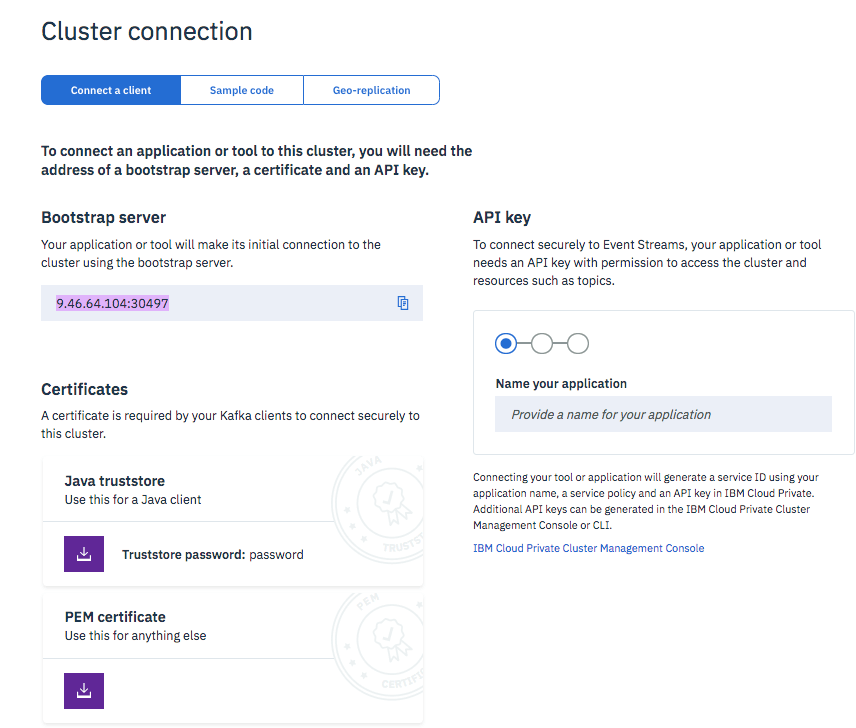 Cluster connection
Connect a client
Sample code
Geo-replication
To connect an application or tool to this cluster, you will need the
address of a bootstrap server, a certificate and an API key.
Bootstrap server
Your application or tool will make its initial connection to the
cluster using the bootstrap server.
9.46.64.104:30497
Certificates
A certificate is required by your Kafka clients to connect securely to
this cluster.
Java truststore
Use this for a Java client
JAVA
TRUSTST
Truststore password: password
PEM certificate
Use this for anything else
PEM
CERTIF
API key
To connect securely to Event Streams, your application or tool
needs an API key with permission to access the cluster and
resources such as topics.
Name your application
Provide a name for your application
Connecting your tool or application will generate a service ID using your
application name, a service policy and an API key in IBM Cloud Private.
Additional API keys can be generated in the IBM Cloud Private Cluster
Management Console or CLI.
IBM Cloud Private Cluster Management Console